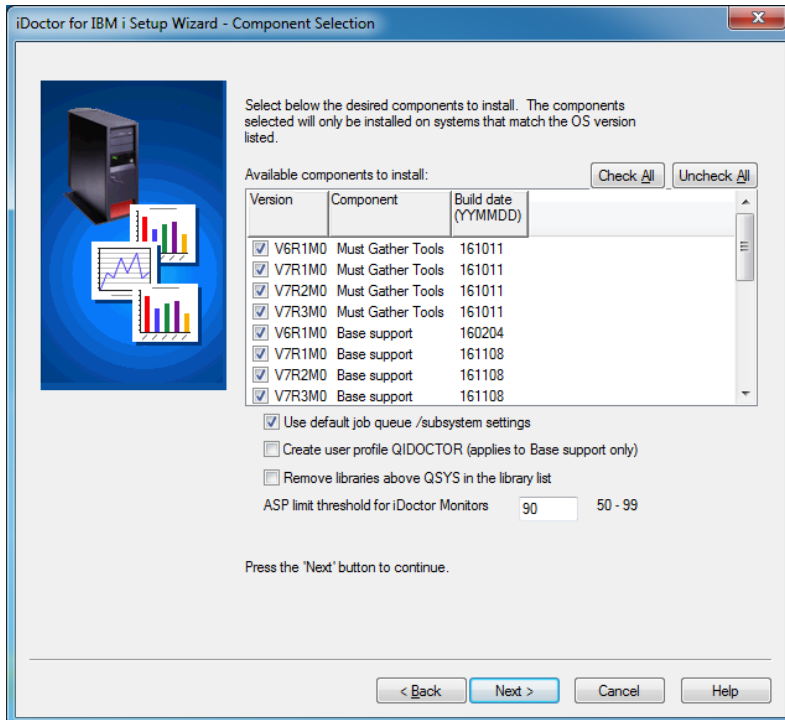 iDoctor for IBM i Setup Wizard - Component Selection
Select below the desired components to install. The components
selected will only be installed on systems that match the OS version
listed.
Available components to install:
Check All
Uncheck All
Version Component Build date
(YYMMDD)
V6R1M0 Must Gather Tools 161011
V7R1M0 Must Gather Tools 161011
V7R2M0 Must Gather Tools 161011
V7R3M0 Must Gather Tools 161011
V6R1M0 Base support 160204
V7R1M0 Base support 161108
V7R2M0 Base support 161108
V7R3M0 Base support 161108
Use default job queue /subsystem settings
Create user profile QIDOCTOR (applies to Base support only)
Remove libraries above QSYS in the library list
ASP limit threshold for iDoctor Monitors 90 50 - 99
Press the 'Next' button to continue.
< Back
Next >
Cancel
Help